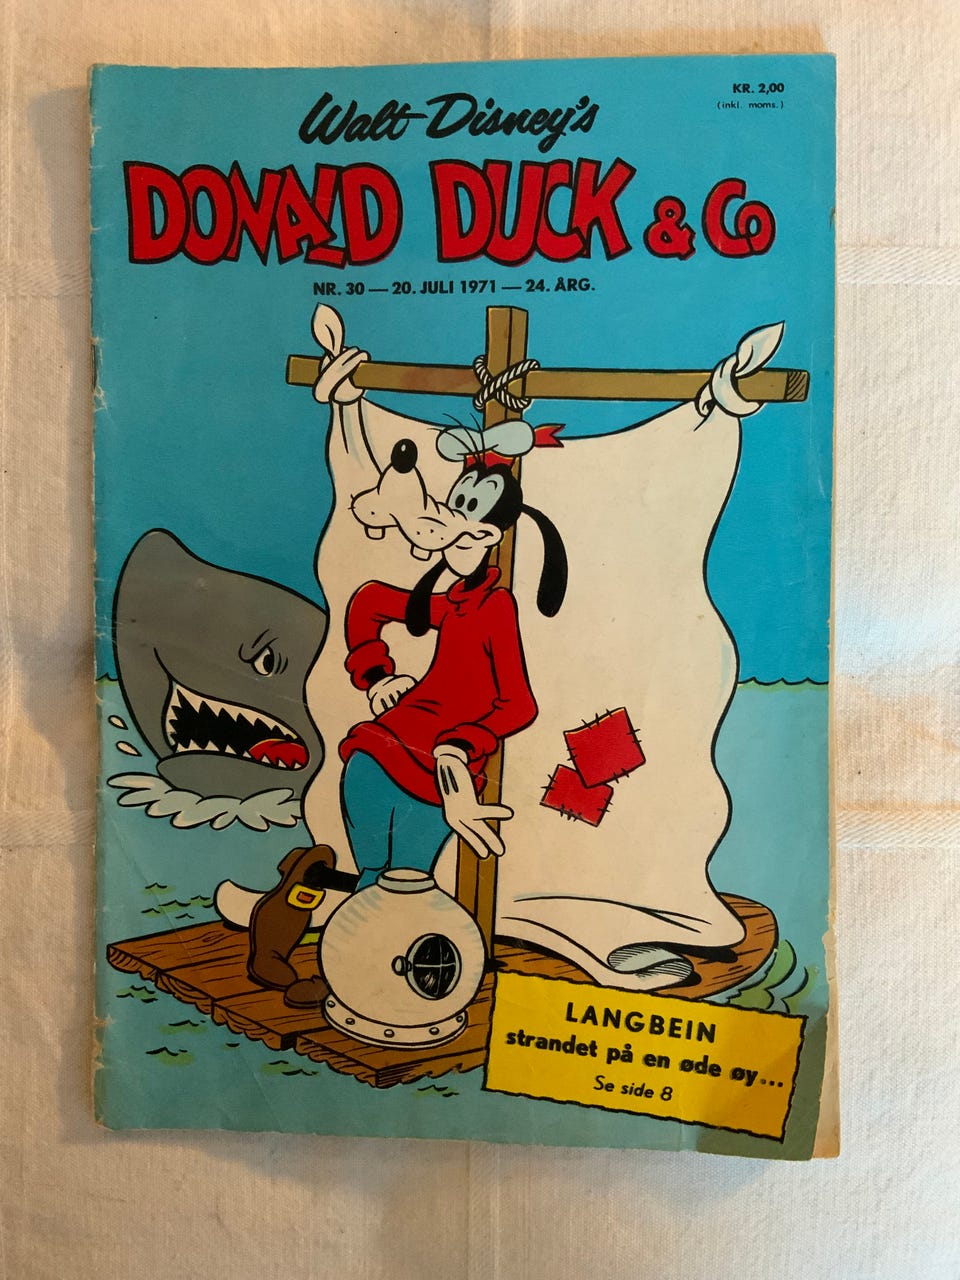 KR. 2,00
(inkl. moms.)
Walt Disney's
DONALD DUCK & Co
NR. 30 — 20. JULI 1971 — 24. ÅRG.
LANGBEIN
strandet på en øde øy...
Se side 8